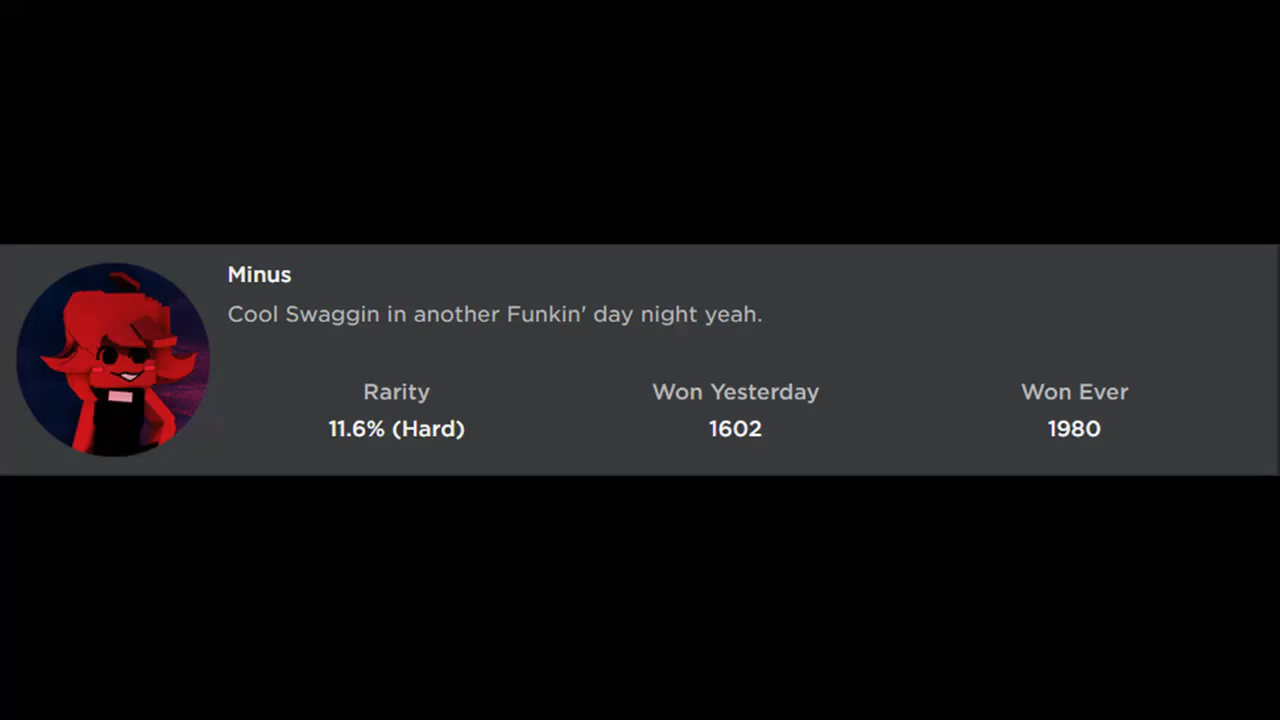 Minus
Cool Swaggin in another Funkin' day night yeah.
Rarity Won Yesterday Won Ever
11.6% (Hard) 1602 1980